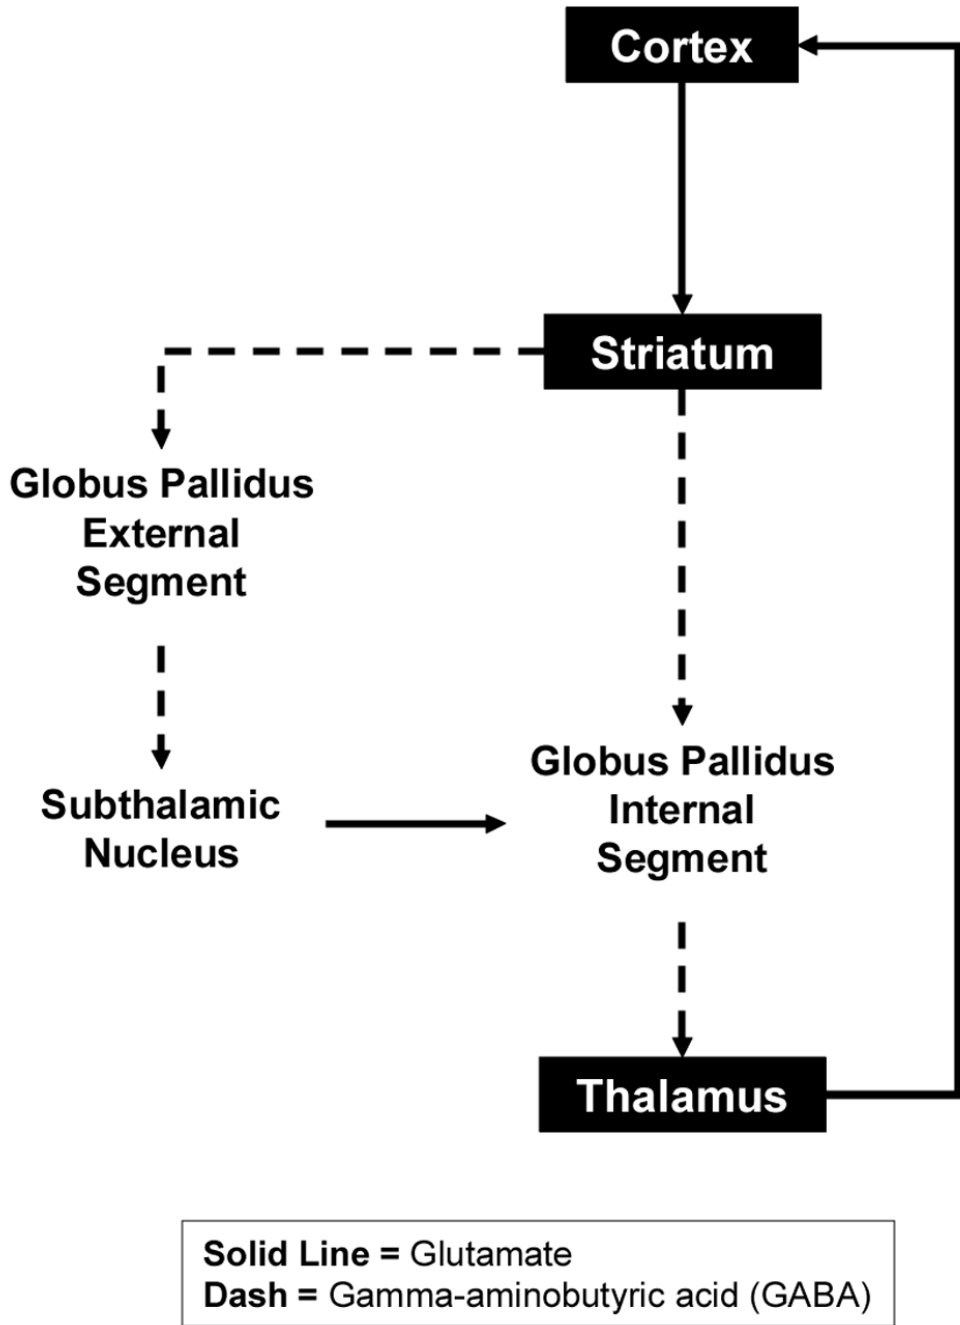 Cortex
Striatum
Globus Pallidus
External
Segment
Globus Pallidus
Internal
Segment
Subthalamic
Nucleus
Thalamus
Solid Line = Glutamate
Dash = Gamma-aminobutyric acid (GABA)